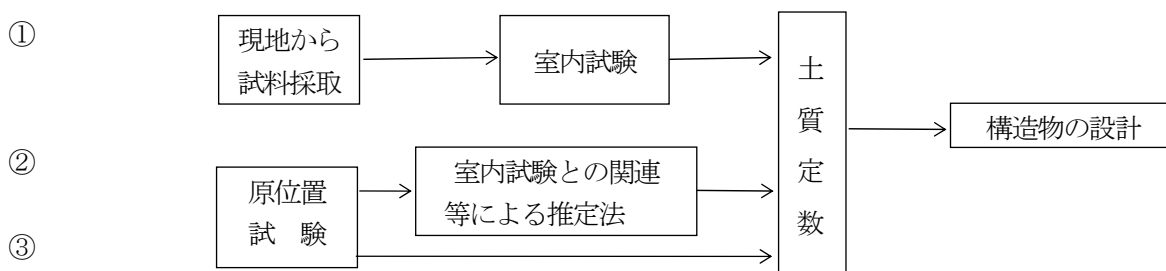 ①
現地から
試料採取
室内試験
土質定数
構造物の設計
②
原位置
試 験
室内試験との関連
等による推定法
③